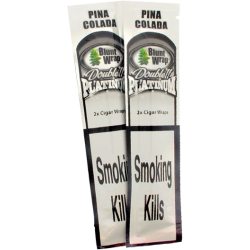 PINA
COLADA
Blunt
Wrap
Double
PLATINUM
2x Cigar Wraps
Smoking
Kills
PINA
COLADA
Blunt
Wrap
Double
PLATINUM
2x Cigar Wraps
Smoking
Kills